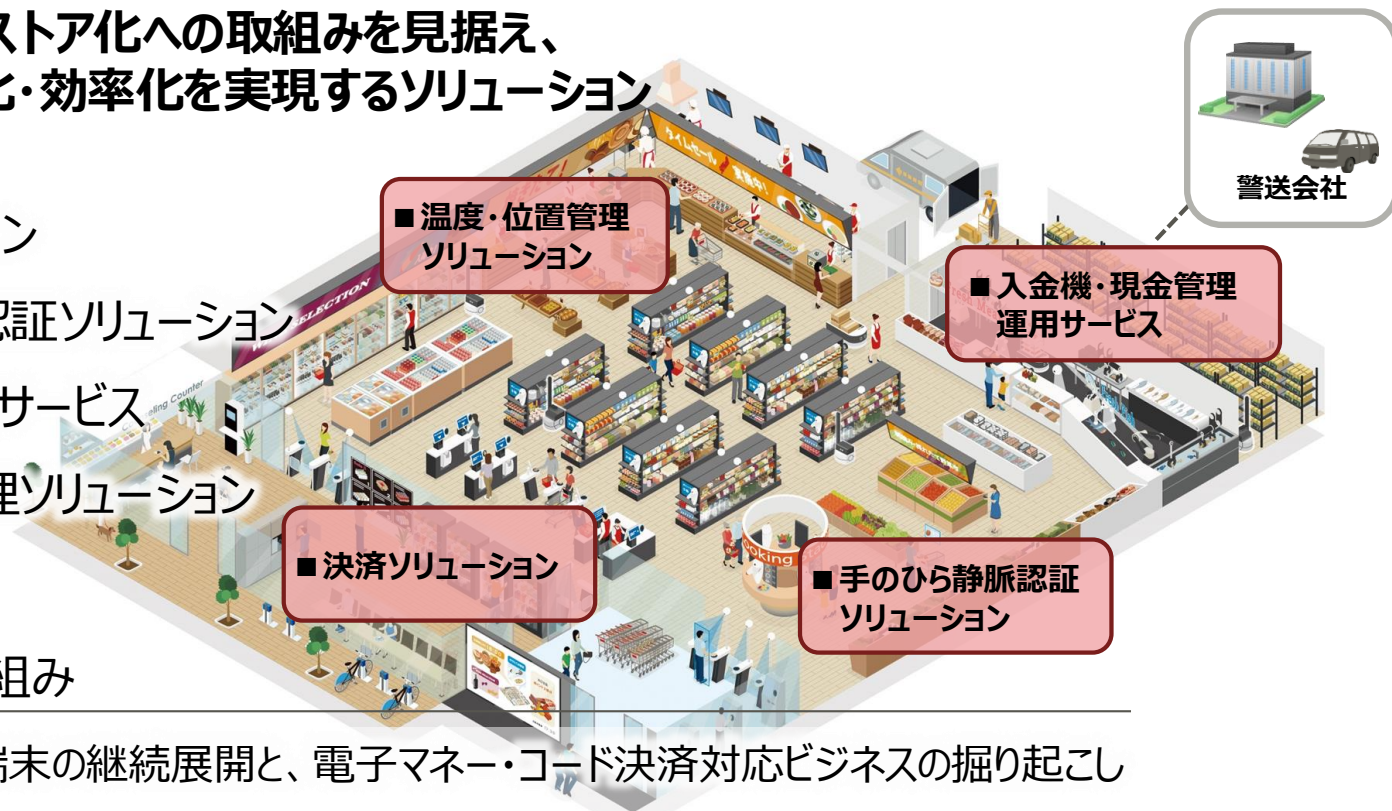 ストア化への取組みを見据え、
化・効率化を実現するソリューション
警送会社
ン
■温度・位置管理
ソリューション
■入金機・現金管理
運用サービス
認証ソリューション
サービス
理ソリューション
■決済ソリューション
■手のひら静脈認証
ソリューション
組み
端末の継続展開と、電子マネー・コード決済対応ビジネスの掘り起こし
タイムセール
実施中!
SELECTION
eling Counter
ooking